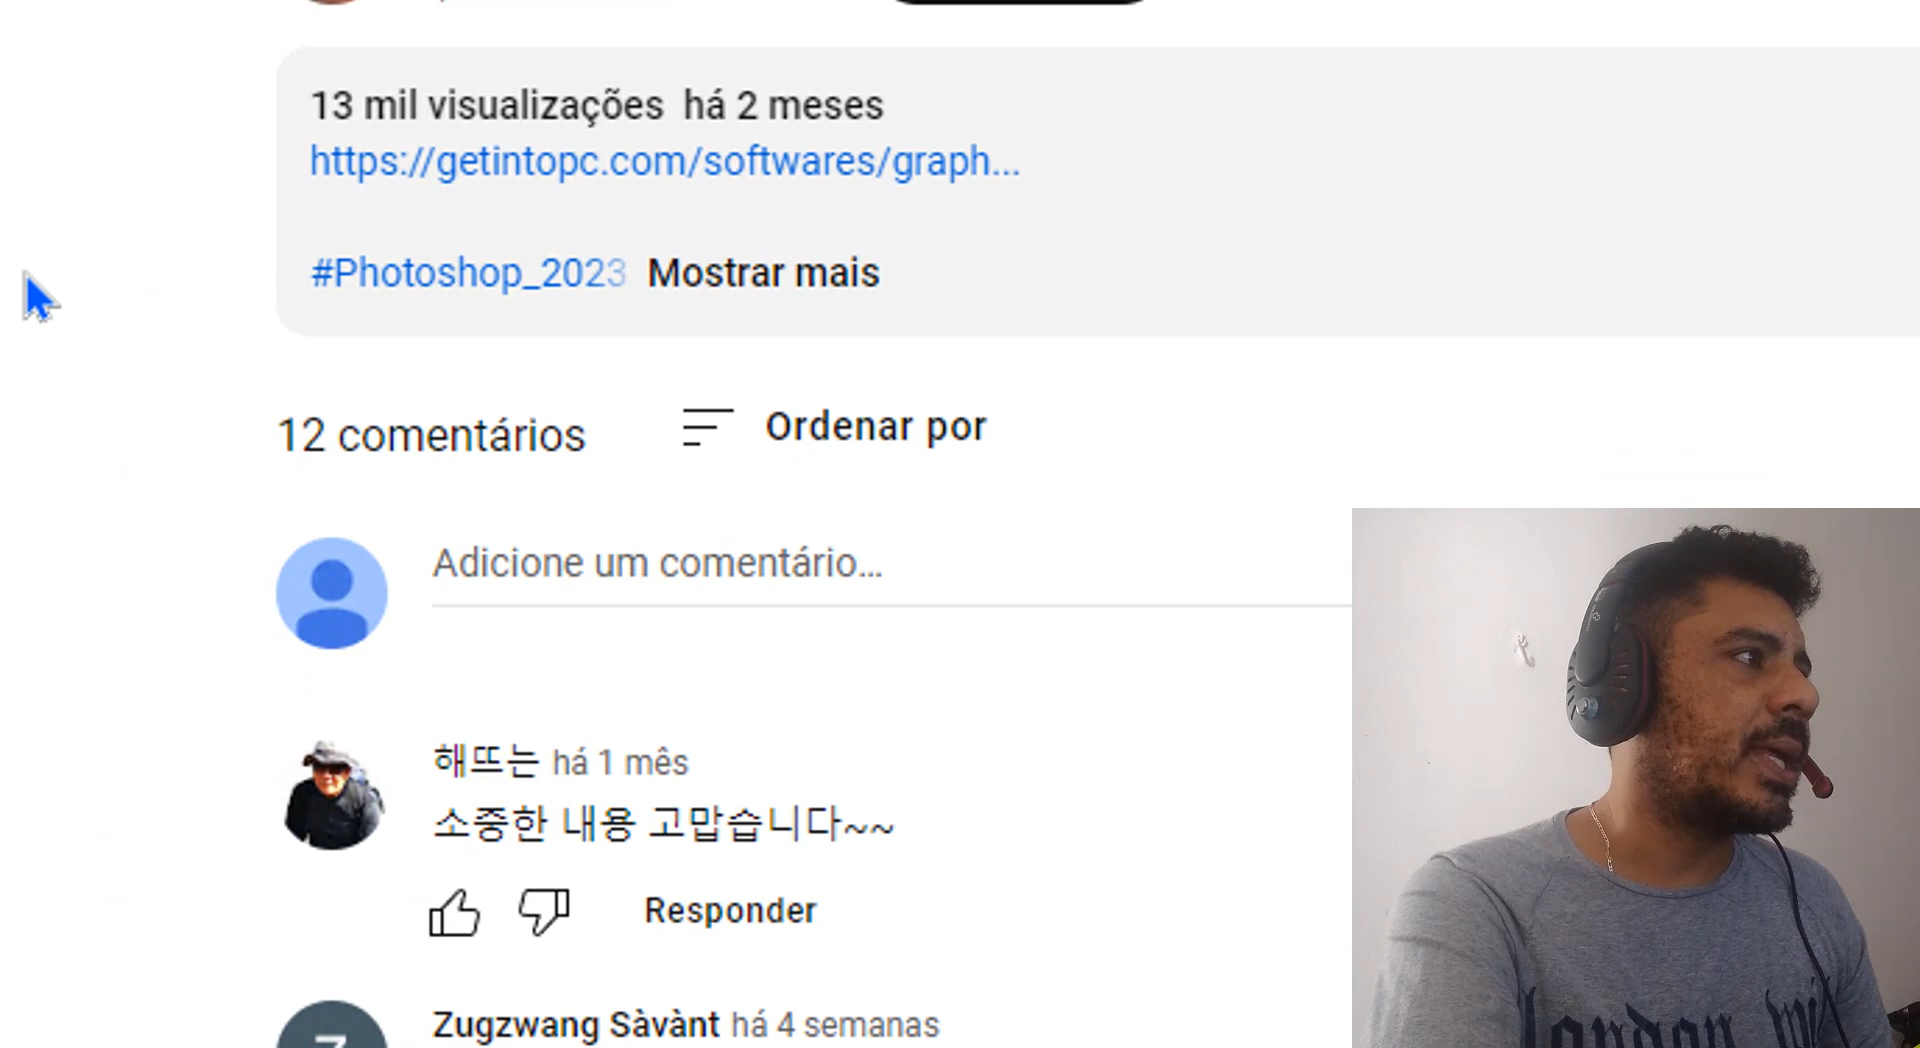 13 mil visualizações há 2 meses
https://getintopc.com/softwares/graph...
#Photoshop_2023 Mostrar mais
12 comentários Ordenar por
Adicione um comentário...
해뜨는 há 1 mês
소중한 내용 고맙습니다~~
Responder
Zugzwang Sàvànt há 4 semanas
london